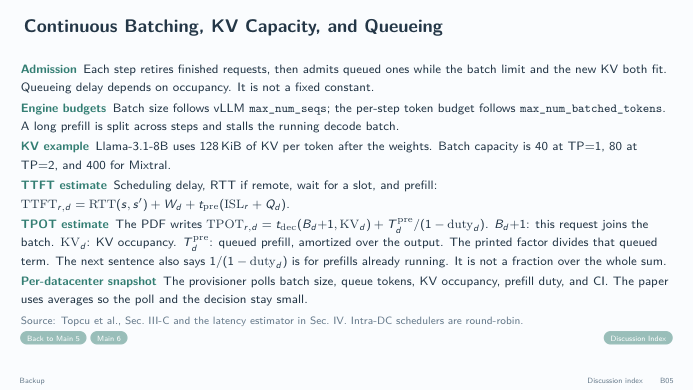 Continuous Batching, KV Capacity, and Queueing
Admission Each step retires finished requests, then admits queued ones while the batch limit and the new KV both fit.
Queueing delay depends on occupancy. It is not a fixed constant.
Engine budgets Batch size follows vLLM max_num_seqs; the per-step token budget follows max_num_batched_tokens.
A long prefill is split across steps and stalls the running decode batch.
KV example Llama-3.1-8B uses 128 KiB of KV per token after the weights. Batch capacity is 40 at TP=1, 80 at
TP=2, and 400 for Mixtral.
TTFT estimate Scheduling delay, RTT if remote, wait for a slot, and prefill:
TTFT_{r,d} = RTT(s, s′) + W_d + t_pre(ISL_r + Q_d).
TPOT estimate The PDF writes TPOT_{r,d} = t_dec(B_d+1, KV_d) + T_d^pre/(1 − duty_d). B_d+1: this request joins the
batch. KV_d: KV occupancy. T_d^pre: queued prefill, amortized over the output. The printed factor divides that queued
term. The next sentence also says 1/(1 − duty_d) is for prefills already running. It is not a fraction over the whole sum.
Per-datacenter snapshot The provisioner polls batch size, queue tokens, KV occupancy, prefill duty, and CI. The paper
uses averages so the poll and the decision stay small.
Source: Topcu et al., Sec. III-C and the latency estimator in Sec. IV. Intra-DC schedulers are round-robin.
Back to Main 5 Main 6 Discussion Index
Backup Discussion index B05